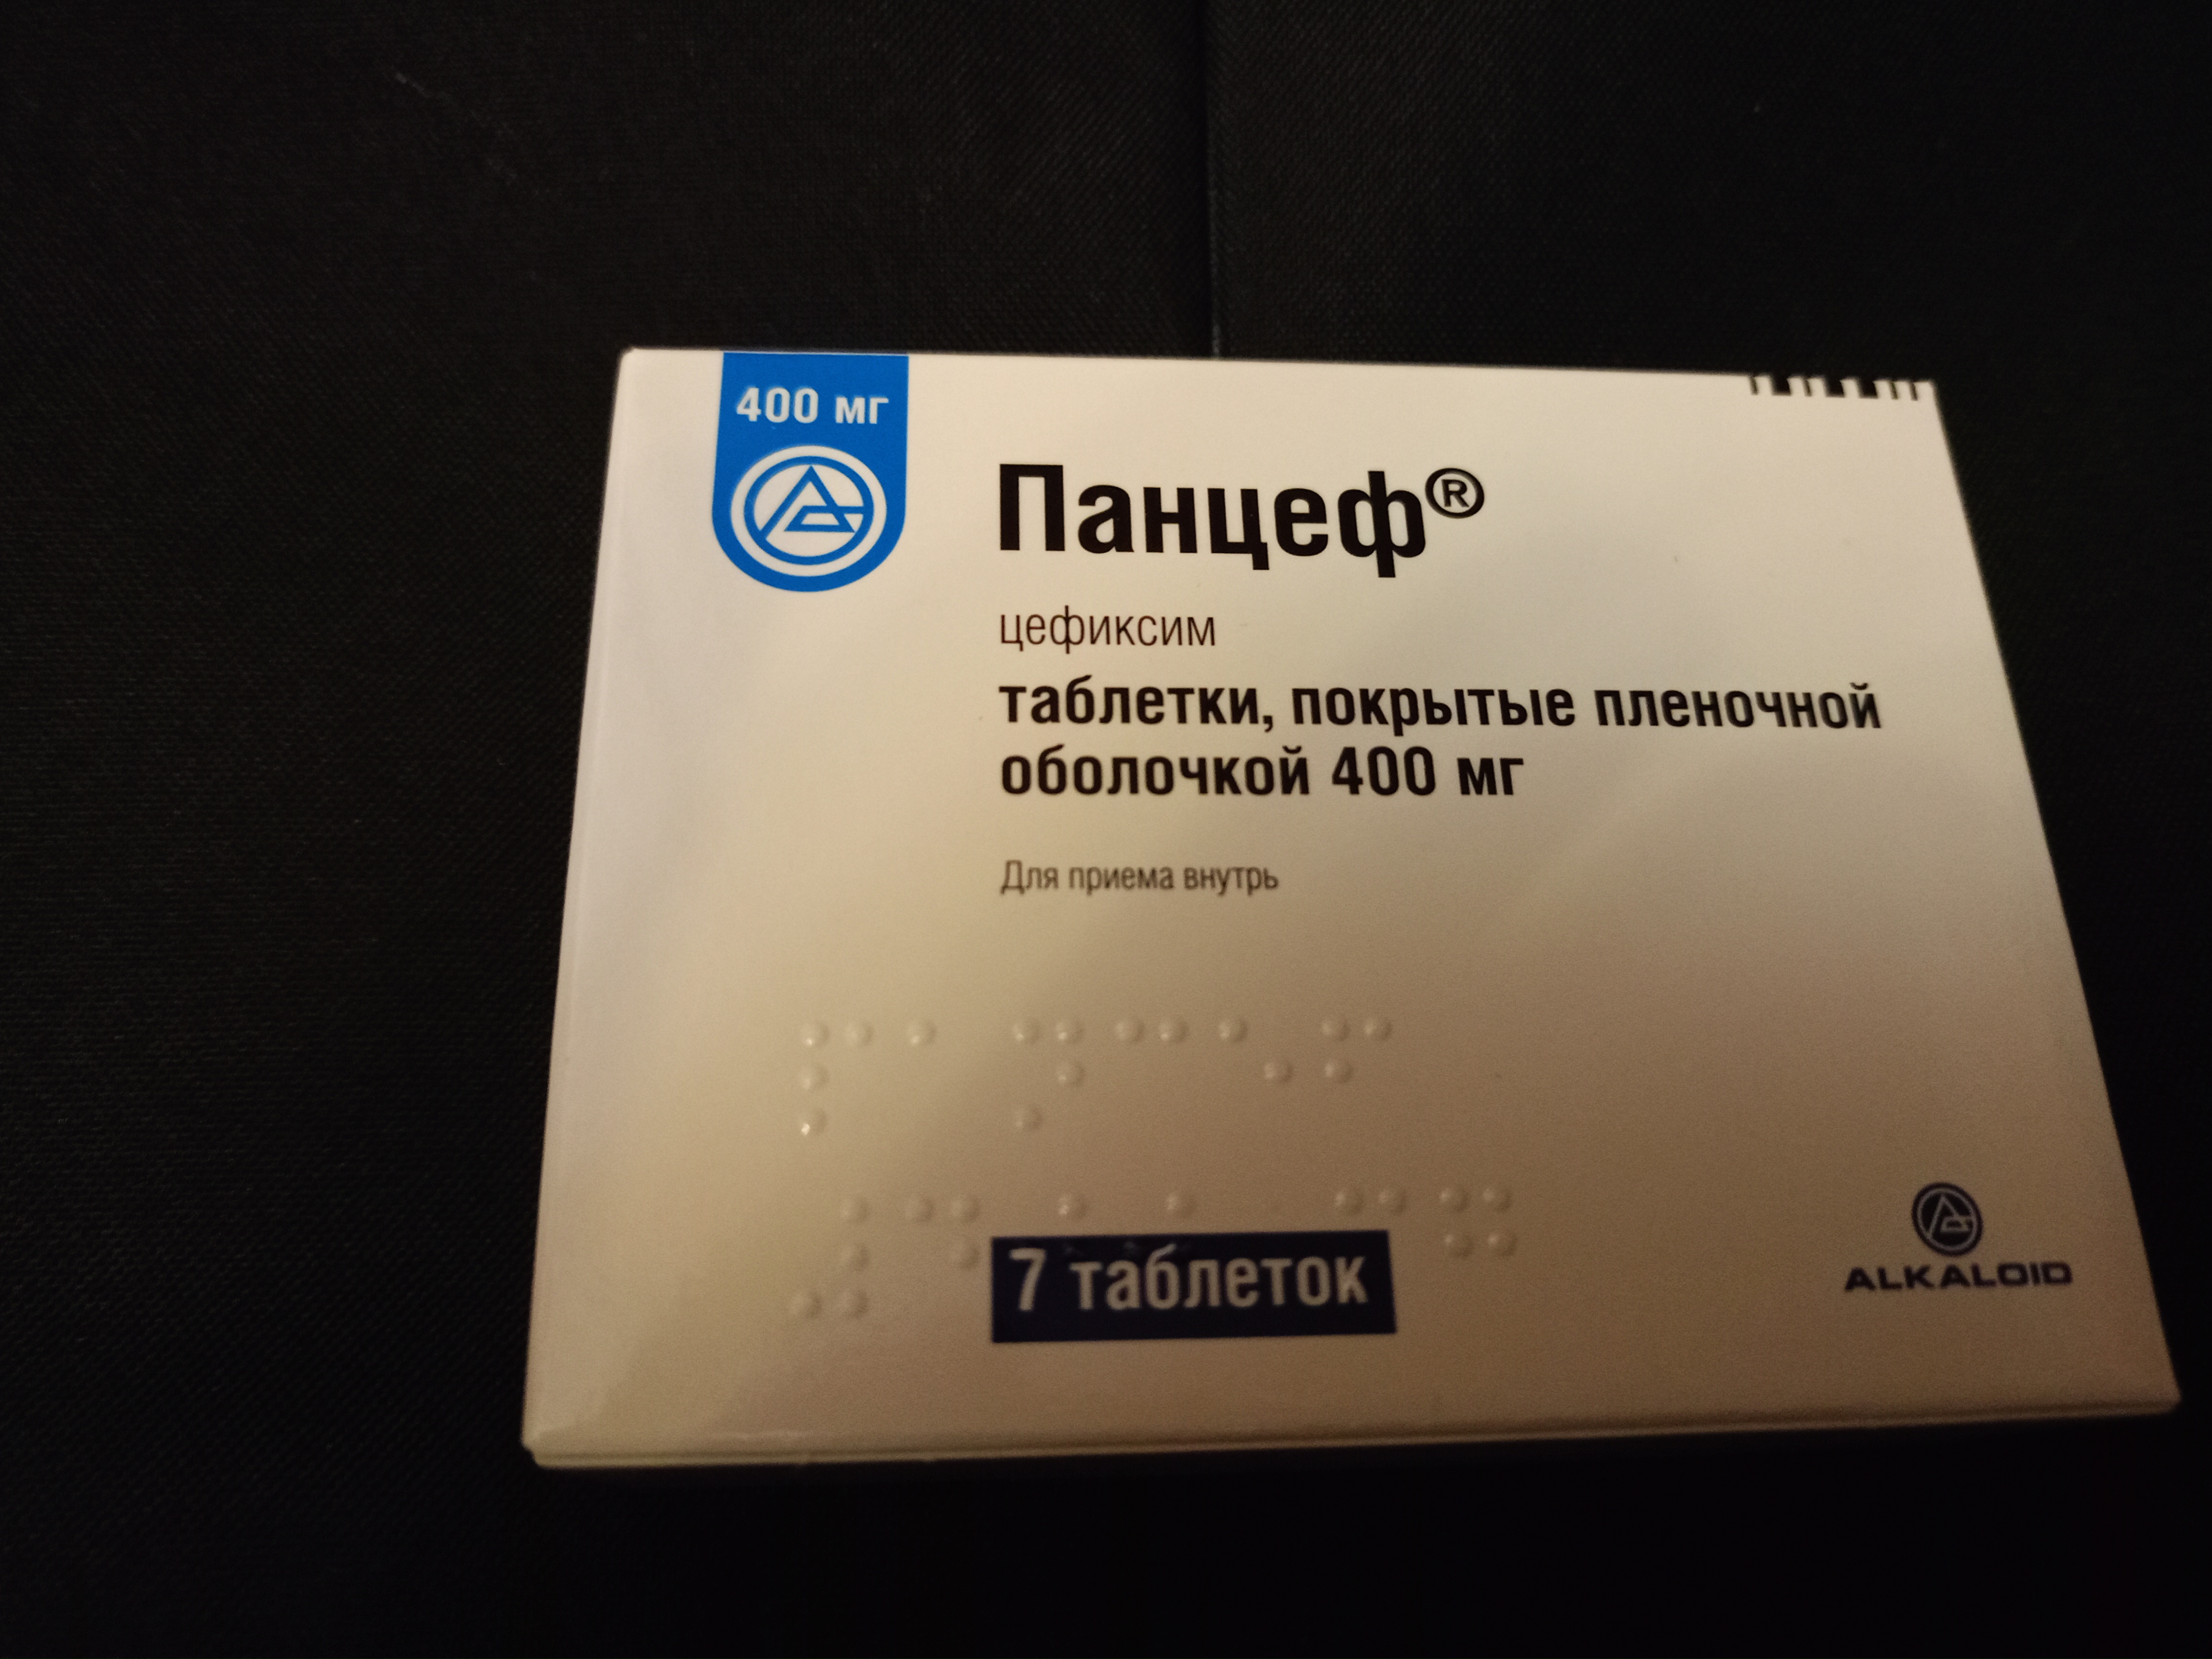 400 мг
Панцеф®
цефиксим
таблетки, покрытые пленочной
оболочкой 400 мг
Для приема внутрь
7 таблеток
ALKALOID